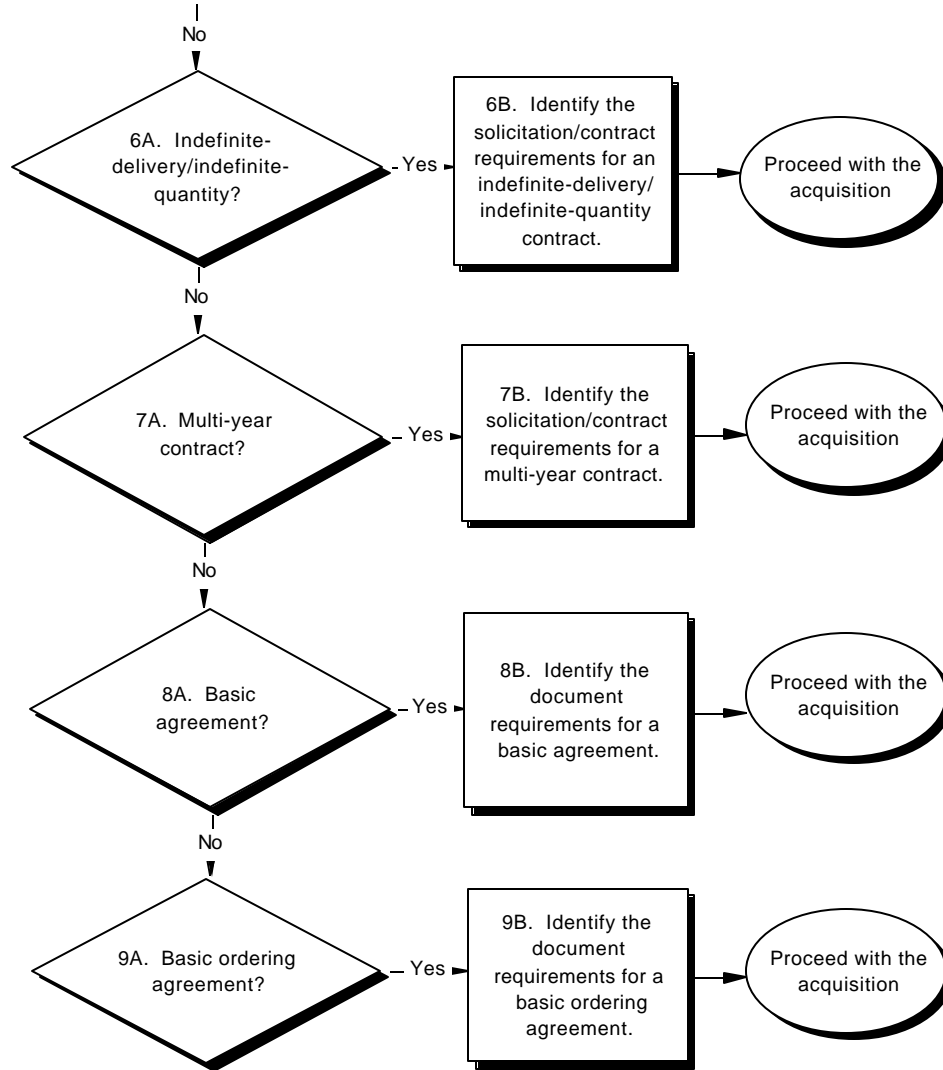 No
6A. Indefinite-
delivery/indefinite-
quantity?
Yes
6B. Identify the
solicitation/contract
requirements for an
indefinite-delivery/
indefinite-quantity
contract.
Proceed with the
acquisition
No
7A. Multi-year
contract?
Yes
7B. Identify the
solicitation/contract
requirements for a
multi-year contract.
Proceed with the
acquisition
No
8A. Basic
agreement?
Yes
8B. Identify the
document
requirements for a
basic agreement.
Proceed with the
acquisition
No
9A. Basic ordering
agreement?
Yes
9B. Identify the
document
requirements for a
basic ordering
agreement.
Proceed with the
acquisition